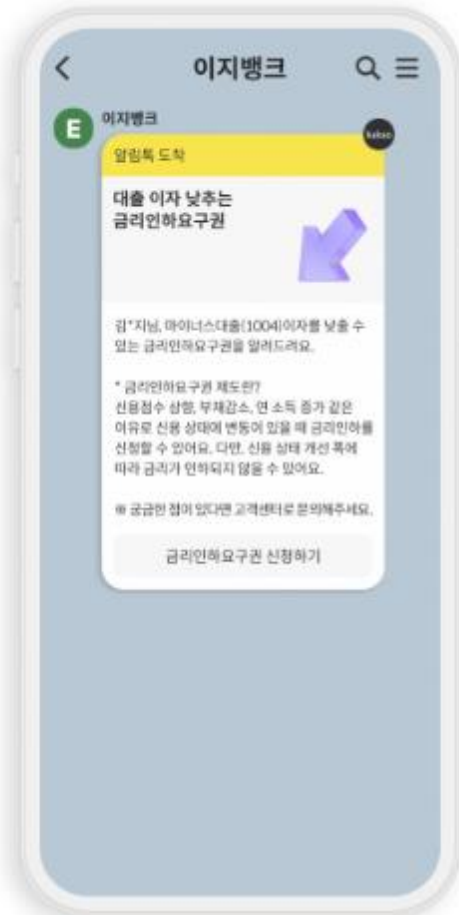 이지뱅크
E
이지뱅크
kakao
알림톡 도착
대출 이자 낮추는
금리인하요구권
김*지님, 마이너스대출(1004)이자를 낮출 수
있는 금리인하요구권을 알려드려요.
* 금리인하요구권 제도란?
신용점수 상향, 부채감소, 연 소득 증가 같은
이유로 신용 상태에 변동이 있을 때 금리인하를
신청할 수 있어요. 다만, 신용 상태 개선 폭에
따라 금리가 인하되지 않을 수 있어요.
※ 궁금한 점이 있다면 고객센터로 문의해주세요.
금리인하요구권 신청하기